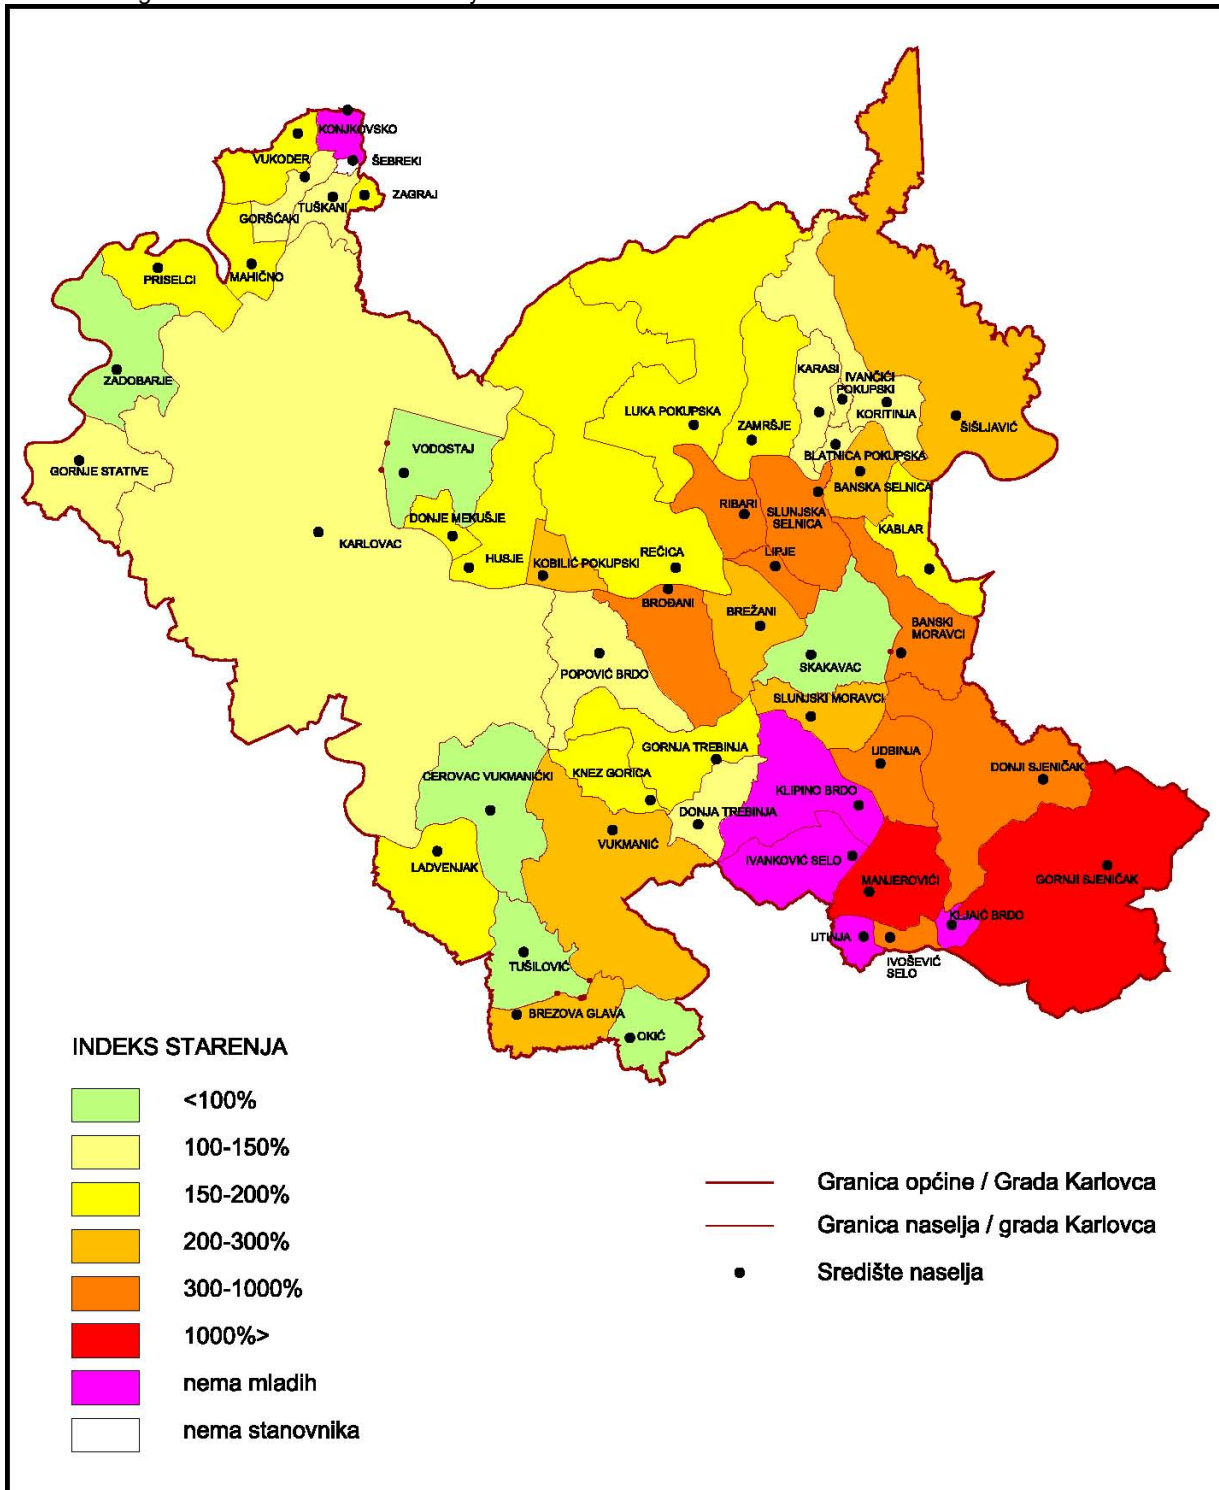 KONJKOVSKO
VUKODER
ŠEBREKI
ZAGRAJ
TUŠKANI
GORŠĆAKI
MAHIČNO
PRISELCI
ZADOBARJE
GORNJE STATIVE
KARLOVAC
VODOSTAJ
DONJE MEKUŠJE
HUSJE
KOBILIĆ POKUPSKI
LUKA POKUPSKA
ZAMRŠJE
KARASI
IVANČIĆI
POKUPSKI
KORITINJA
ŠIŠLJAVIĆ
BLATNICA POKUPSKA
BANSKA SELNICA
KABLAR
RIBARI
SLUNJSKA
SELNICA
LIPJE
REČICA
BROĐANI
BREŽANI
BANSKI
MORAVCI
SKAKAVAC
POPOVIĆ BRDO
SLUNJSKI MORAVCI
GORNJA TREBINJA
KNEZ GORICA
UDBINJA
DONJI SJENIČAK
CEROVAC VUKMANIĆKI
KLIPINO BRDO
DONJA TREBINJA
VUKMANIĆ
LADVENJAK
IVANKOVIĆ SELO
MANJEROVIĆI
GORNJI SJENIČAK
KLJAIĆ BRDO
UTINJA
IVOŠEVIĆ
SELO
TUŠILOVIĆ
BREZOVA GLAVA
OKIĆ
INDEKS STARENJA
<100%
100-150%
150-200%
200-300%
300-1000%
1000%>
nema mladih
nema stanovnika
Granica općine / Grada Karlovca
Granica naselja / grada Karlovca
Središte naselja